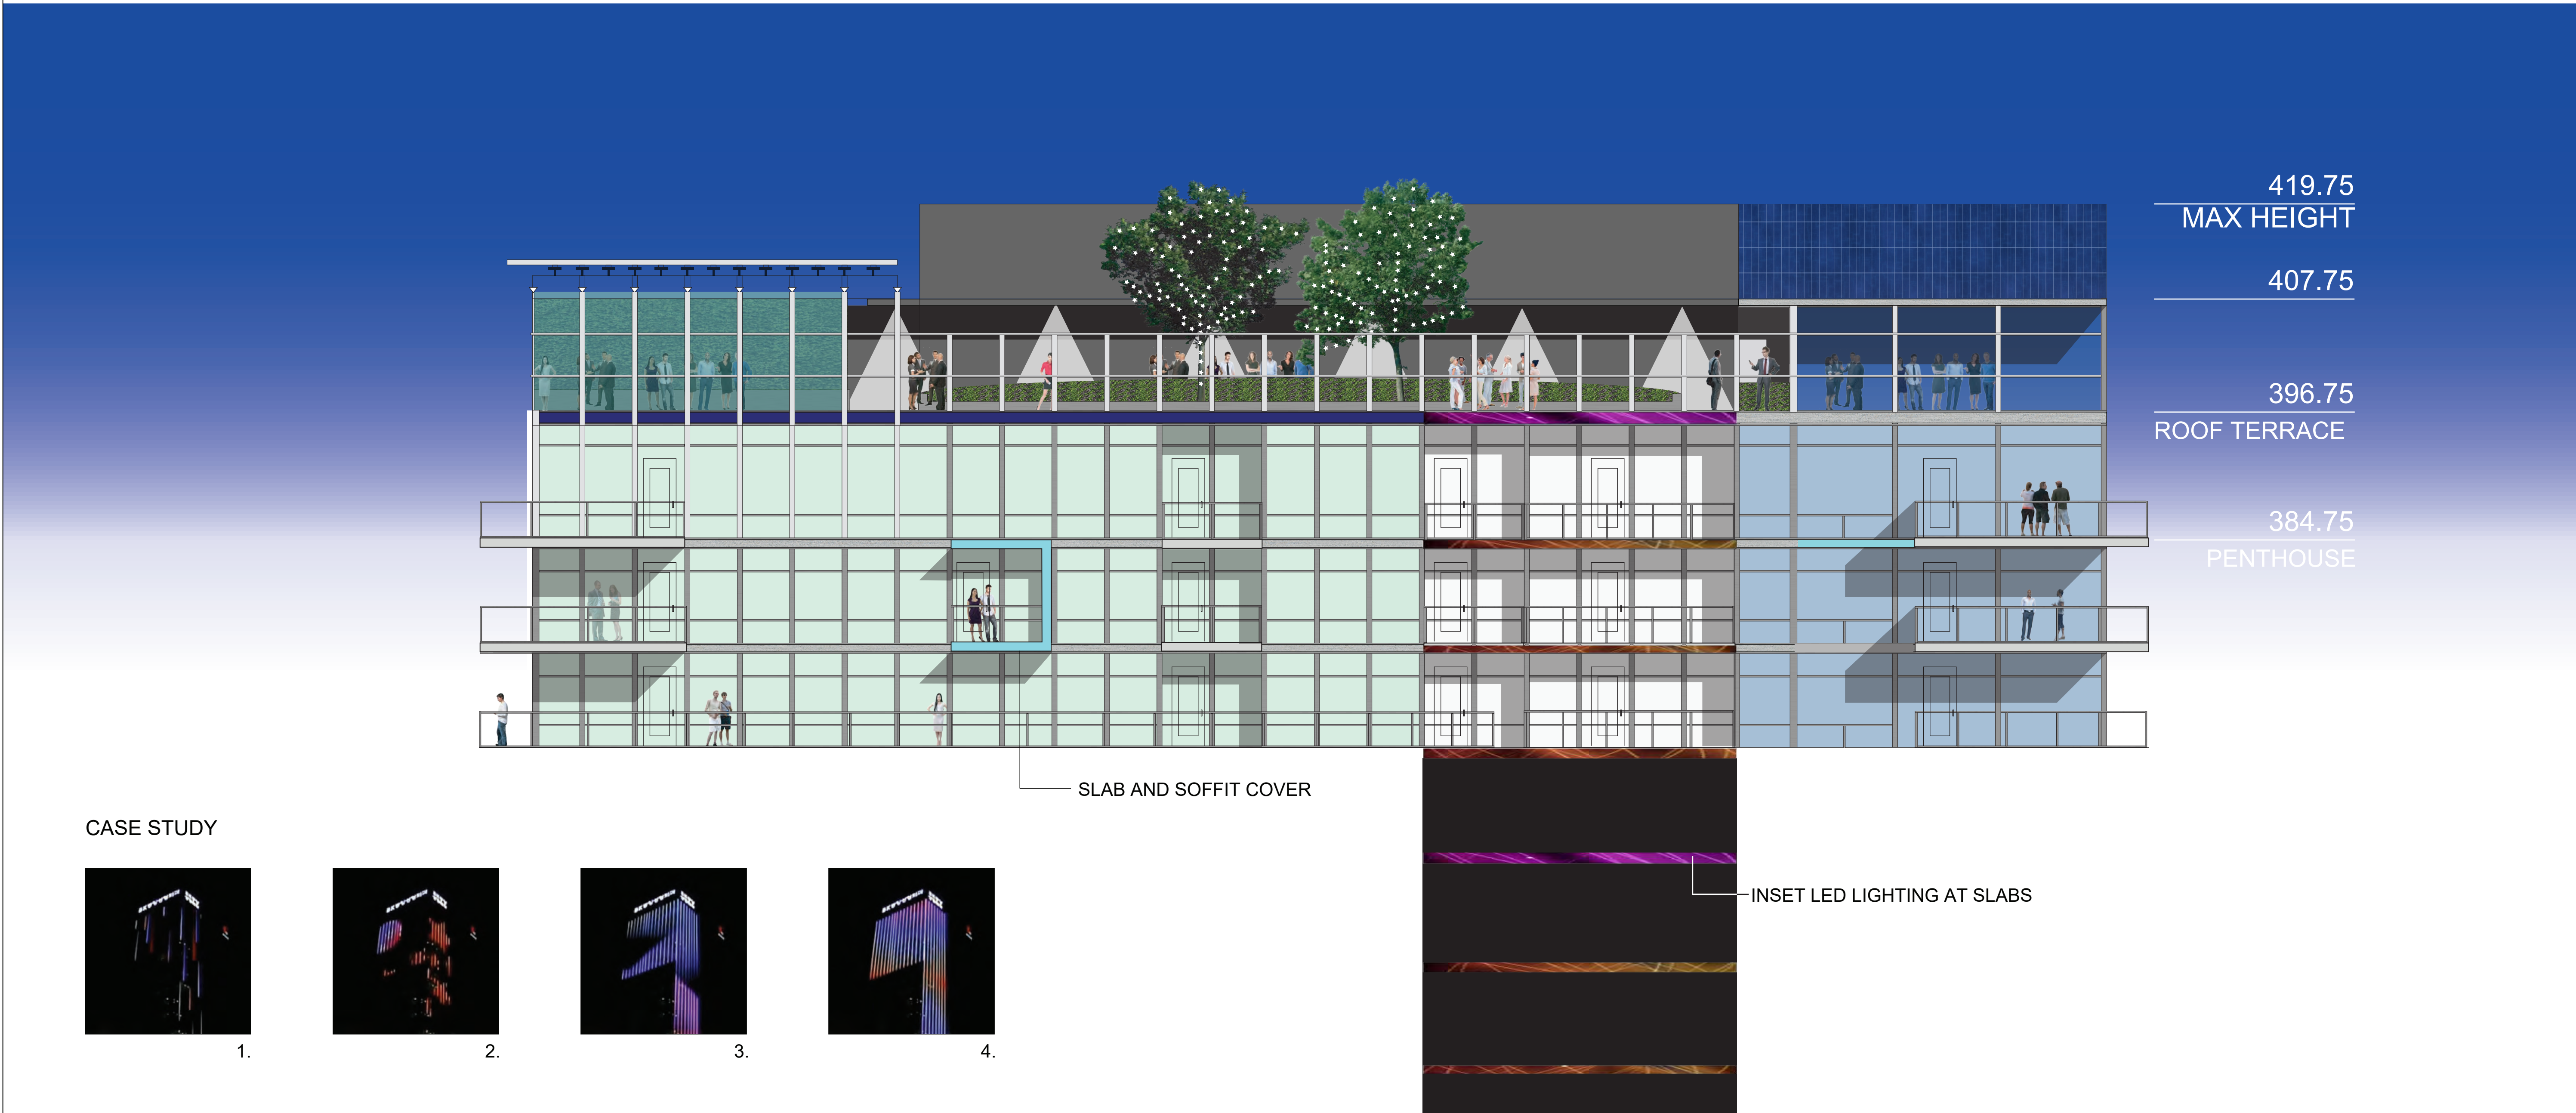 419.75
MAX HEIGHT
407.75
396.75
ROOF TERRACE
384.75
PENTHOUSE
SLAB AND SOFFIT COVER
CASE STUDY
INSET LED LIGHTING AT SLABS
1.
2.
3.
4.